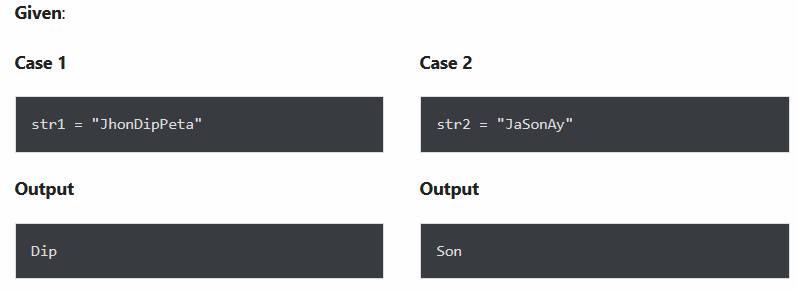 Given:
Case 1
str1 = "JhonDipPeta"
Output
Dip
Case 2
str2 = "JaSonAy"
Output
Son